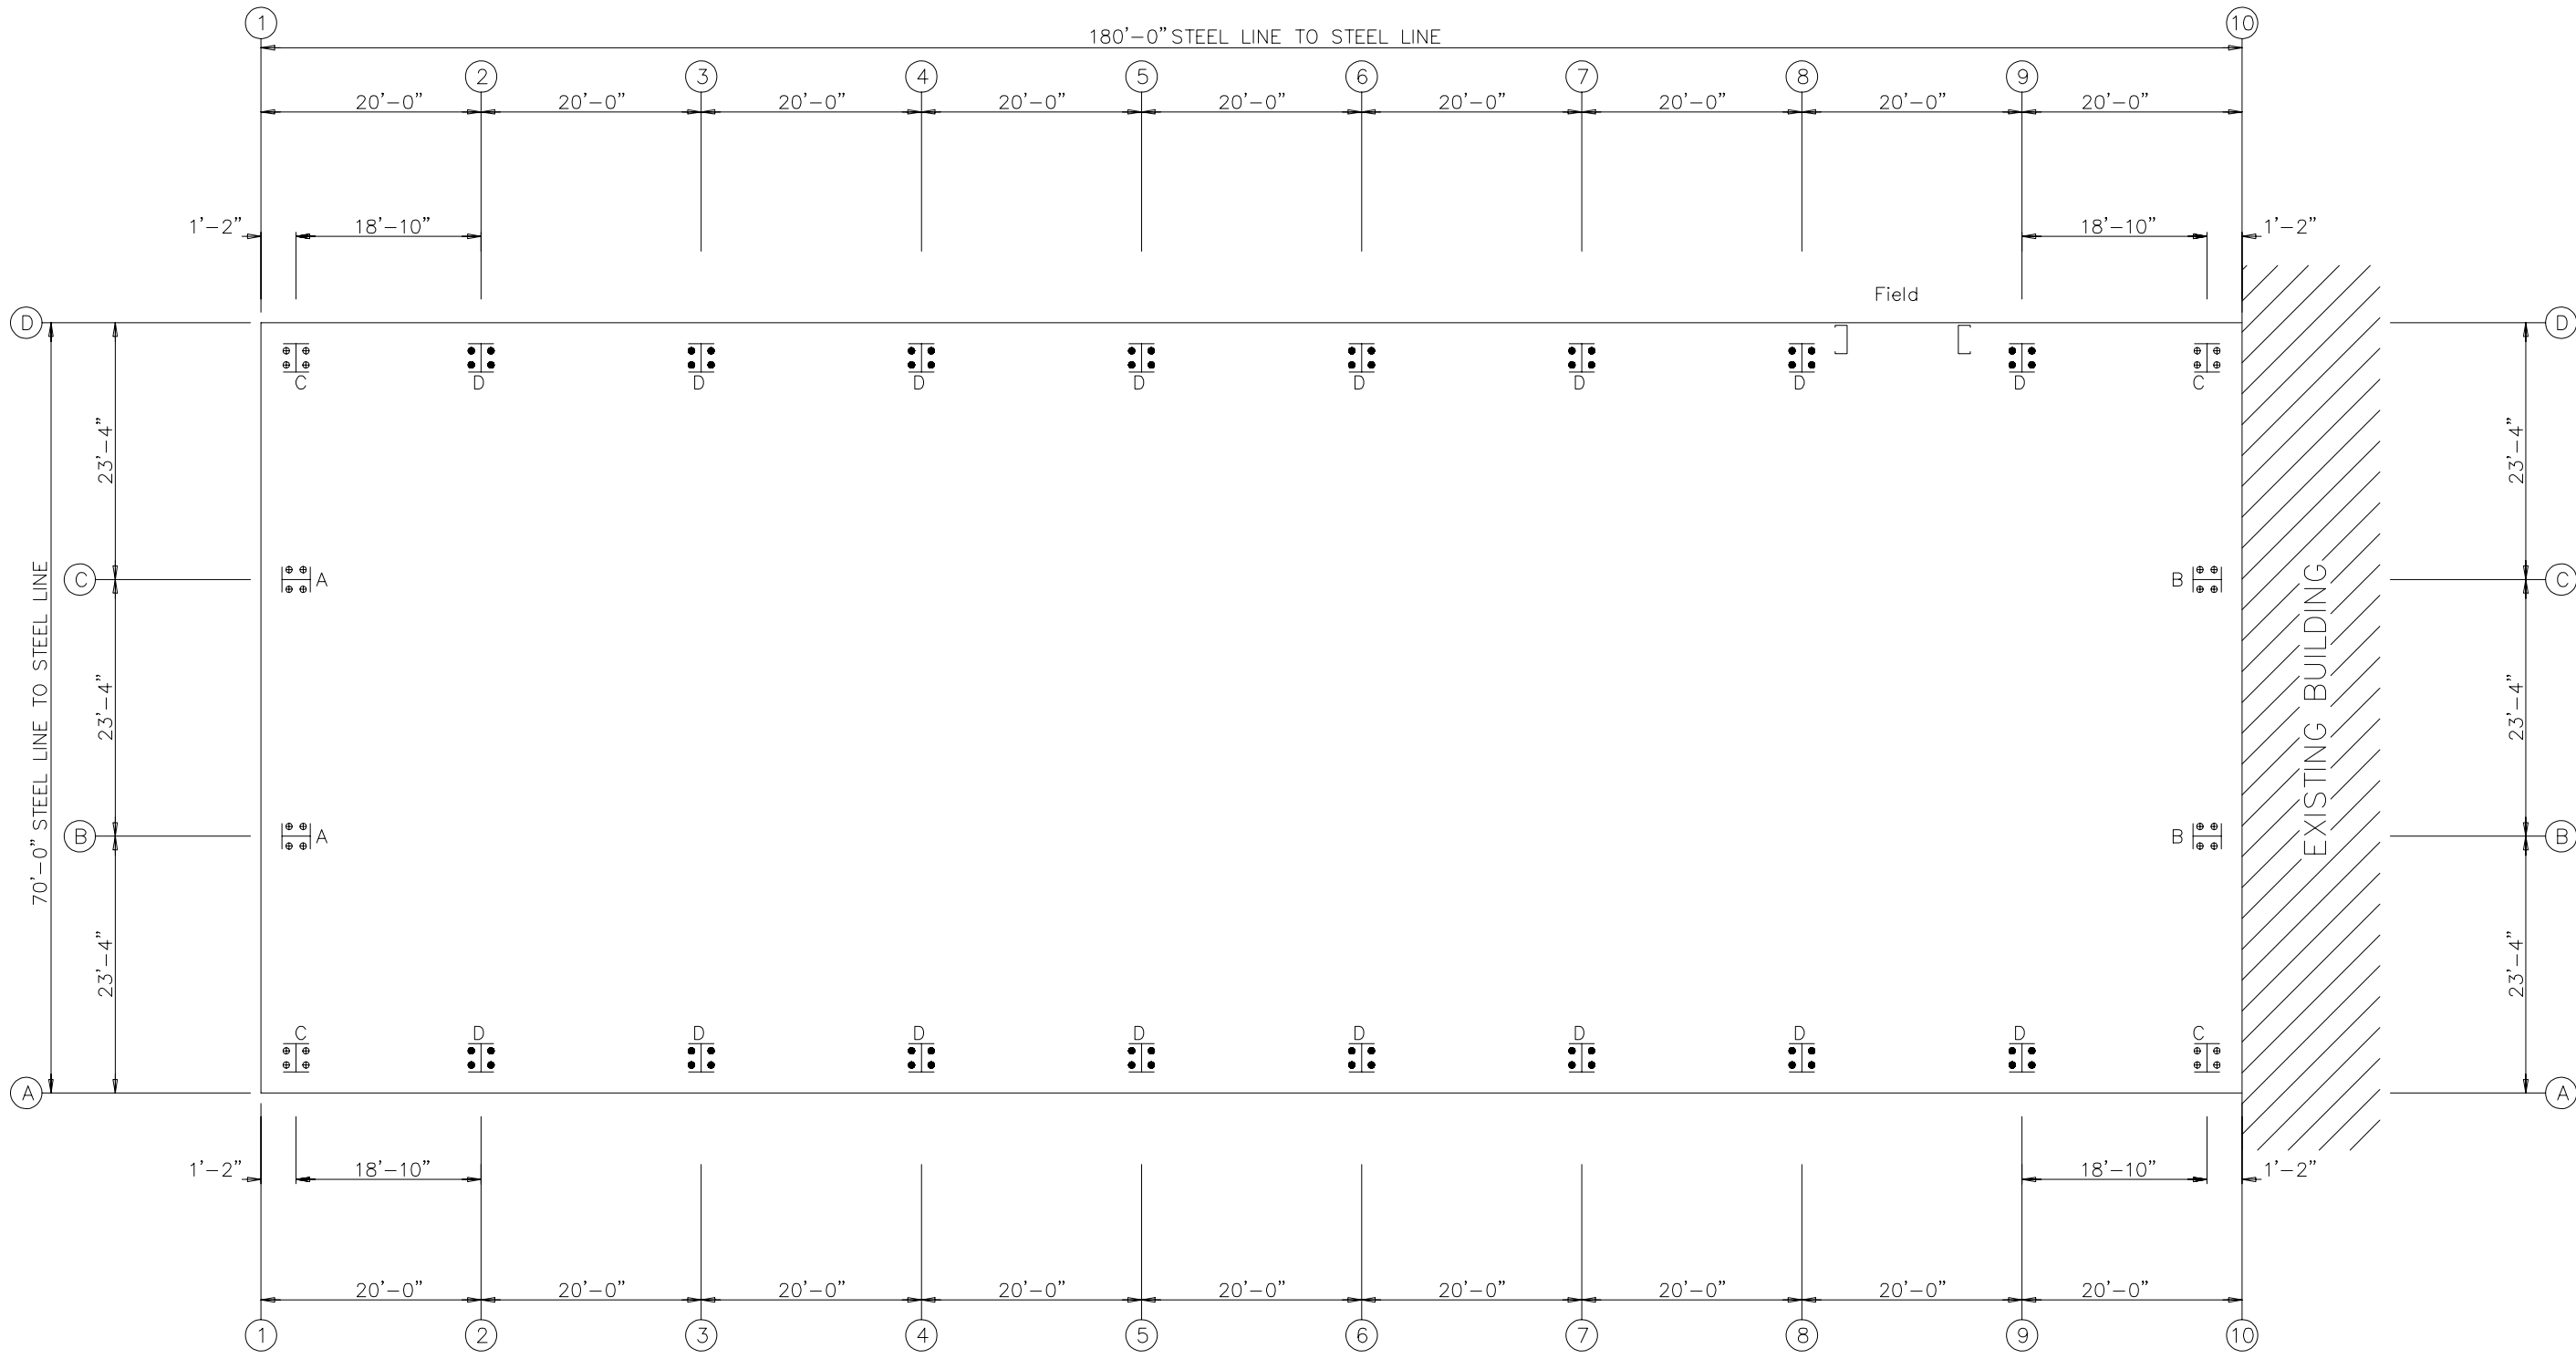 1 10
180'-0" STEEL LINE TO STEEL LINE
2 3 4 5 6 7 8 9
20'-0" 20'-0" 20'-0" 20'-0" 20'-0" 20'-0" 20'-0" 20'-0" 20'-0"
1'-2" 18'-10" 18'-10" 1'-2"
Field
D D
C D D D D D D D D C
23'-4" 23'-4"
C A B C
70'-0" STEEL LINE TO STEEL LINE
23'-4" 23'-4"
EXISTING BUILDING
B A B B
23'-4" 23'-4"
C D D D D D D D D C
A A
1'-2" 18'-10" 18'-10" 1'-2"
20'-0" 20'-0" 20'-0" 20'-0" 20'-0" 20'-0" 20'-0" 20'-0" 20'-0"
1 2 3 4 5 6 7 8 9 10